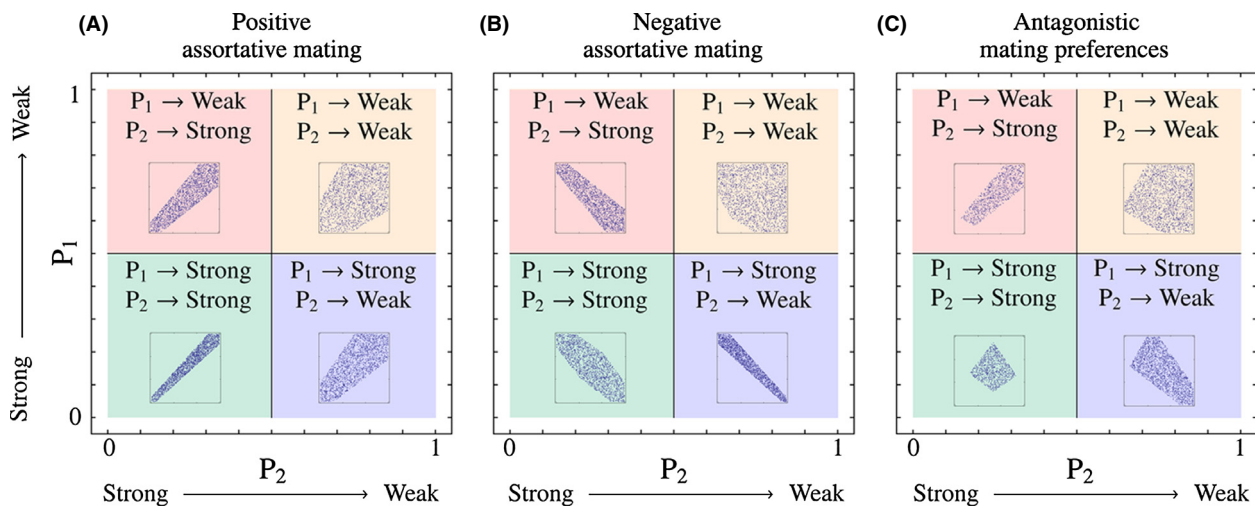 (A)
Positive
assortative mating
(B)
Negative
assortative mating
(C)
Antagonistic
mating preferences
Strong → Weak
P1
1
0
P1 → Weak
P2 → Strong
P1 → Weak
P2 → Weak
P1 → Strong
P2 → Strong
P1 → Strong
P2 → Weak
0
1
P2
Strong → Weak
P1 → Weak
P2 → Strong
P1 → Weak
P2 → Weak
P1 → Strong
P2 → Strong
P1 → Strong
P2 → Weak
0
1
P2
Strong → Weak
P1 → Weak
P2 → Strong
P1 → Weak
P2 → Weak
P1 → Strong
P2 → Strong
P1 → Strong
P2 → Weak
0
1
P2
Strong → Weak